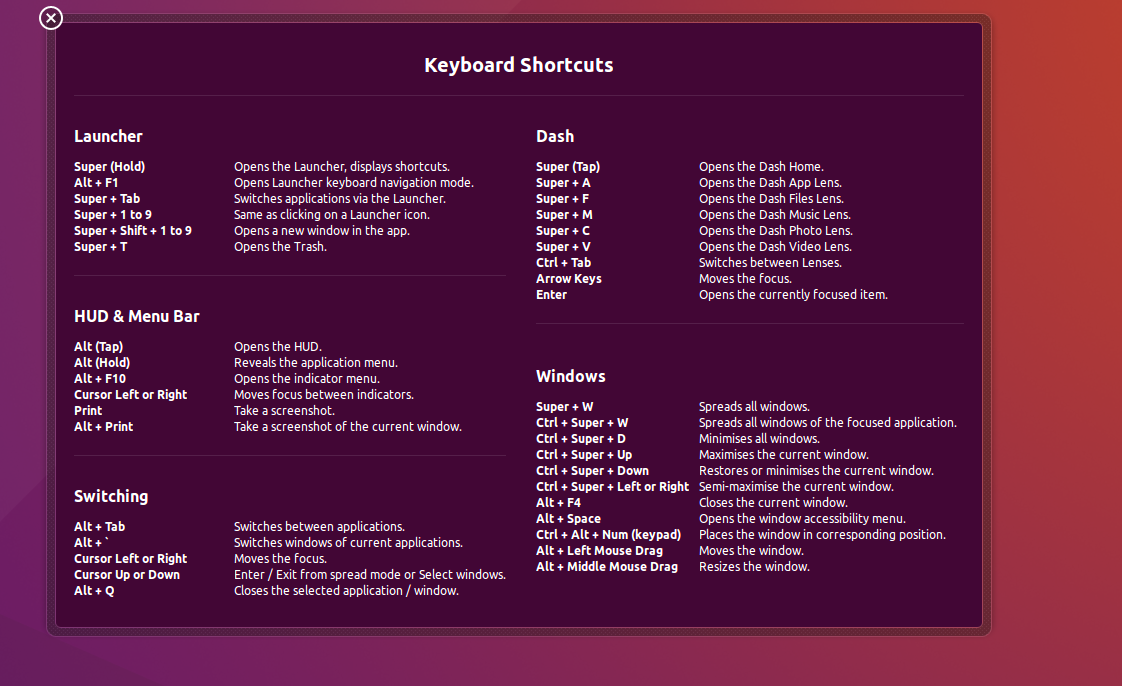 Keyboard Shortcuts
Launcher
Super (Hold) Opens the Launcher, displays shortcuts.
Alt + F1 Opens Launcher keyboard navigation mode.
Super + Tab Switches applications via the Launcher.
Super + 1 to 9 Same as clicking on a Launcher icon.
Super + Shift + 1 to 9 Opens a new window in the app.
Super + T Opens the Trash.
HUD & Menu Bar
Alt (Tap) Opens the HUD.
Alt (Hold) Reveals the application menu.
Alt + F10 Opens the indicator menu.
Cursor Left or Right Moves focus between indicators.
Print Take a screenshot.
Alt + Print Take a screenshot of the current window.
Switching
Alt + Tab Switches between applications.
Alt + ` Switches windows of current applications.
Cursor Left or Right Moves the focus.
Cursor Up or Down Enter / Exit from spread mode or Select windows.
Alt + Q Closes the selected application / window.
Dash
Super (Tap) Opens the Dash Home.
Super + A Opens the Dash App Lens.
Super + F Opens the Dash Files Lens.
Super + M Opens the Dash Music Lens.
Super + C Opens the Dash Photo Lens.
Super + V Opens the Dash Video Lens.
Ctrl + Tab Switches between Lenses.
Arrow Keys Moves the focus.
Enter Opens the currently focused item.
Windows
Super + W Spreads all windows.
Ctrl + Super + W Spreads all windows of the focused application.
Ctrl + Super + D Minimises all windows.
Ctrl + Super + Up Maximises the current window.
Ctrl + Super + Down Restores or minimises the current window.
Ctrl + Super + Left or Right Semi-maximise the current window.
Alt + F4 Closes the current window.
Alt + Space Opens the window accessibility menu.
Ctrl + Alt + Num (keypad) Places the window in corresponding position.
Alt + Left Mouse Drag Moves the window.
Alt + Middle Mouse Drag Resizes the window.